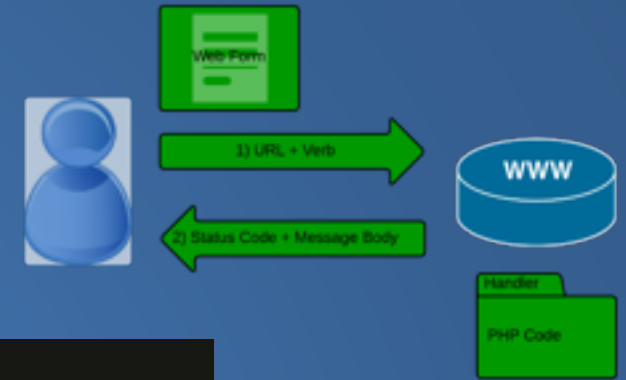 Web Form
1) URL + Verb
WWW
2) Status Code + Message Body
Handler
PHP Code